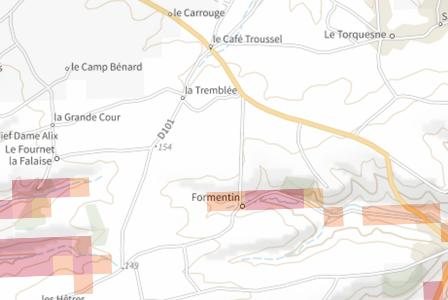 le Carrouge
le Café Troussel
Le Torquesne
S
s
le Camp Bénard
la Tremblée
la Grande Cour
D101
ief Dame Alix
154
Le Fournet
la Falaise
Formentin
149
les Hêtres